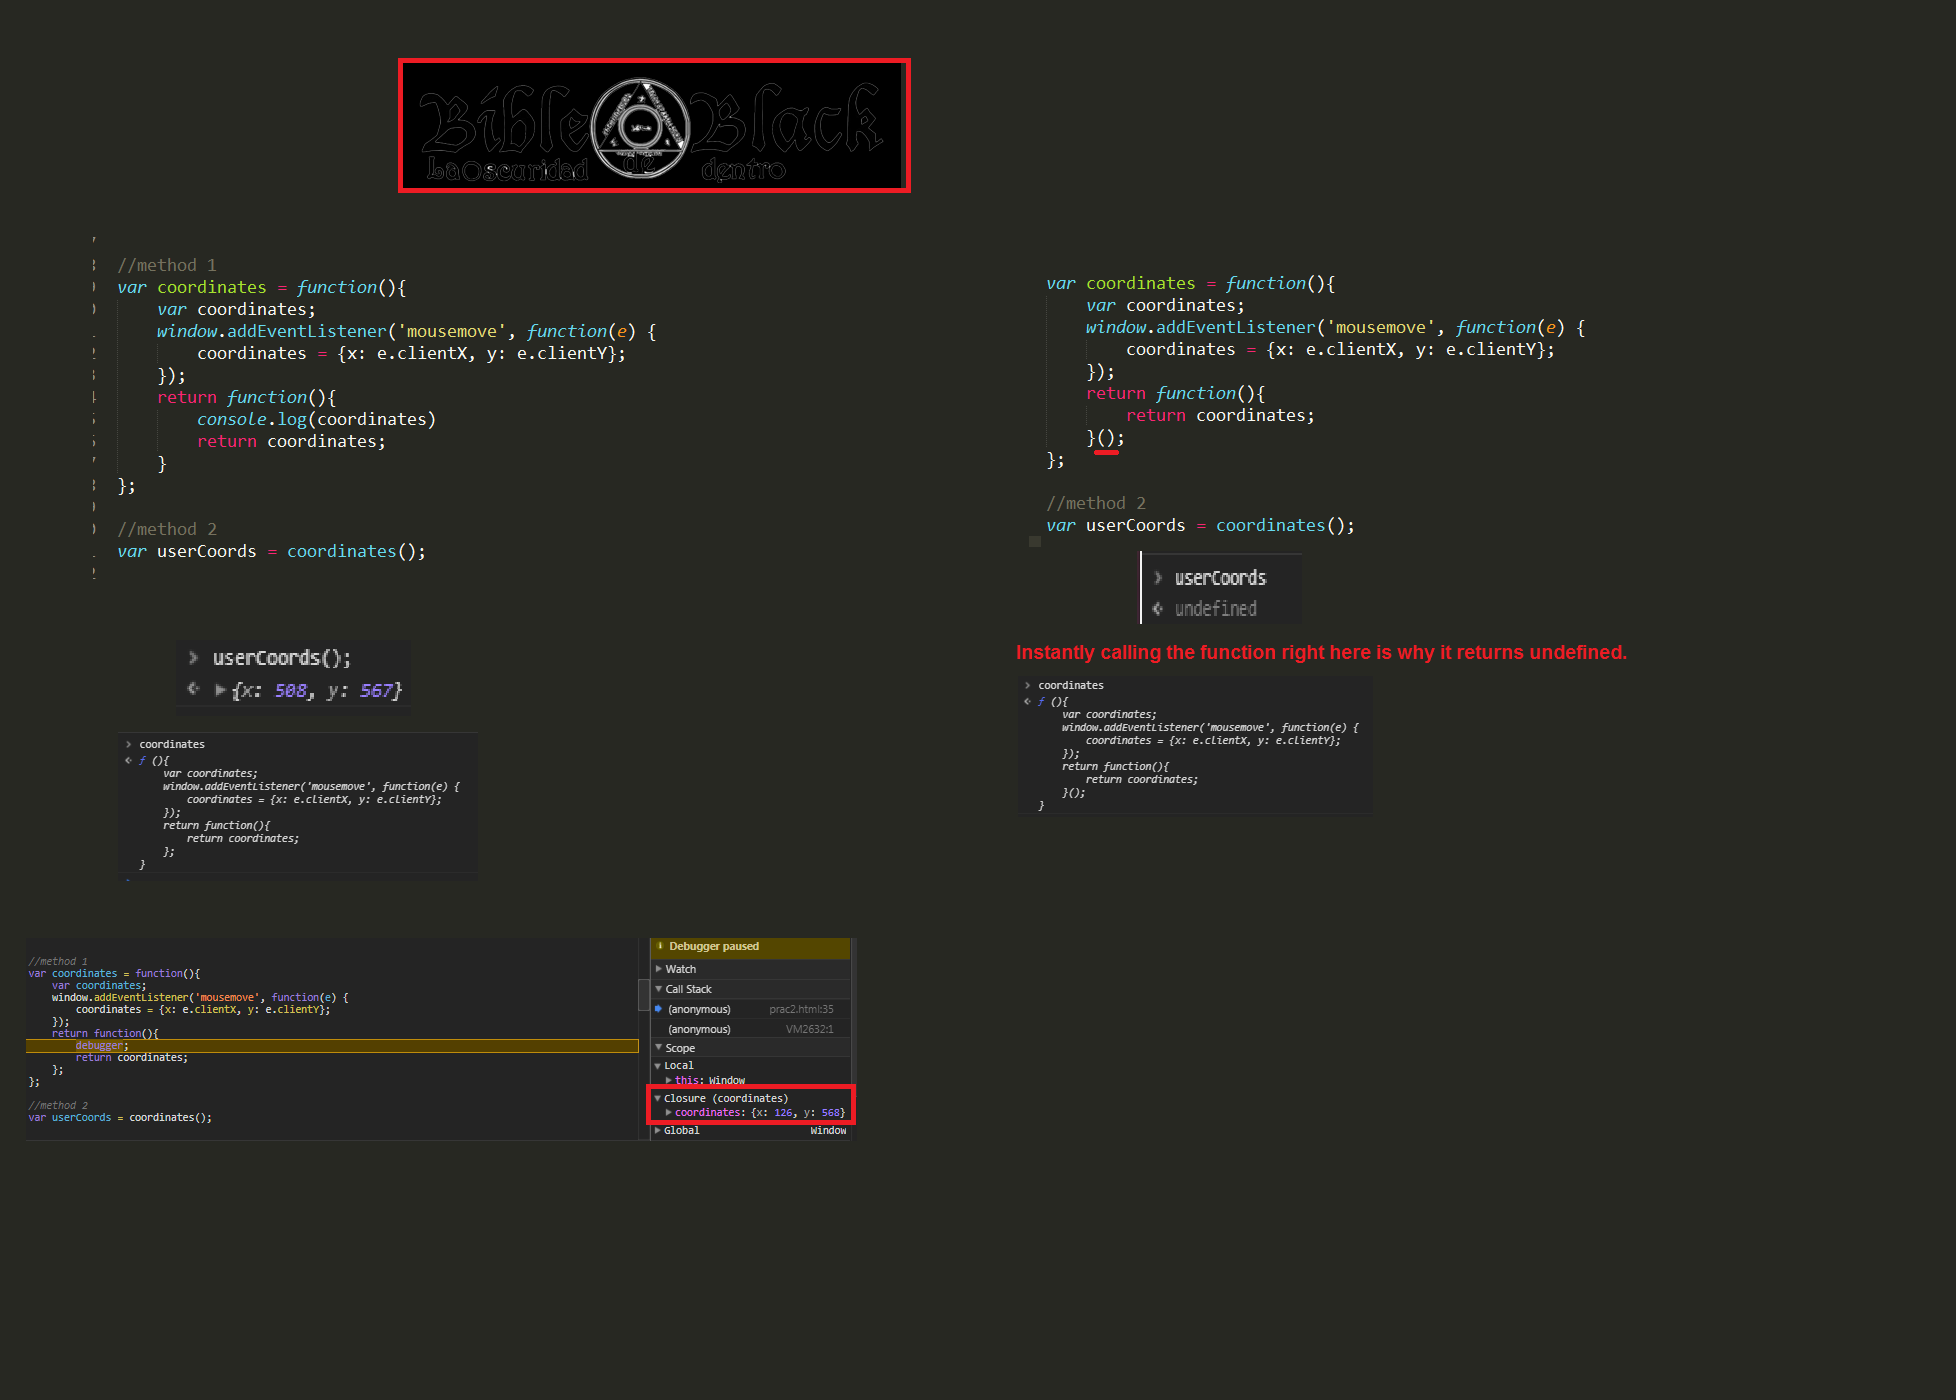 Bible Black
La Oscuridad de dentro
//method 1
var coordinates = function(){
var coordinates;
window.addEventListener('mousemove', function(e) {
coordinates = {x: e.clientX, y: e.clientY};
});
return function(){
console.log(coordinates)
return coordinates;
}
};
//method 2
var userCoords = coordinates();
> userCoords();
{x: 508, y: 567}
> coordinates
f (){
var coordinates;
window.addEventListener('mousemove', function(e) {
coordinates = {x: e.clientX, y: e.clientY};
});
return function(){
return coordinates;
};
}
var coordinates = function(){
var coordinates;
window.addEventListener('mousemove', function(e) {
coordinates = {x: e.clientX, y: e.clientY};
});
return function(){
return coordinates;
}();
};
//method 2
var userCoords = coordinates();
> userCoords
undefined
Instantly calling the function right here is why it returns undefined.
> coordinates
f (){
var coordinates;
window.addEventListener('mousemove', function(e) {
coordinates = {x: e.clientX, y: e.clientY};
});
return function(){
return coordinates;
}();
}
//method 1
var coordinates = function(){
var coordinates;
window.addEventListener('mousemove', function(e) {
coordinates = {x: e.clientX, y: e.clientY};
});
return function(){
debugger;
return coordinates;
};
};
//method 2
var userCoords = coordinates();
Debugger paused
Watch
Call Stack
(anonymous) prac2.html:35
(anonymous) VM2632:1
Scope
Local
this: Window
Closure (coordinates)
coordinates: {x: 126, y: 568}
Global Window